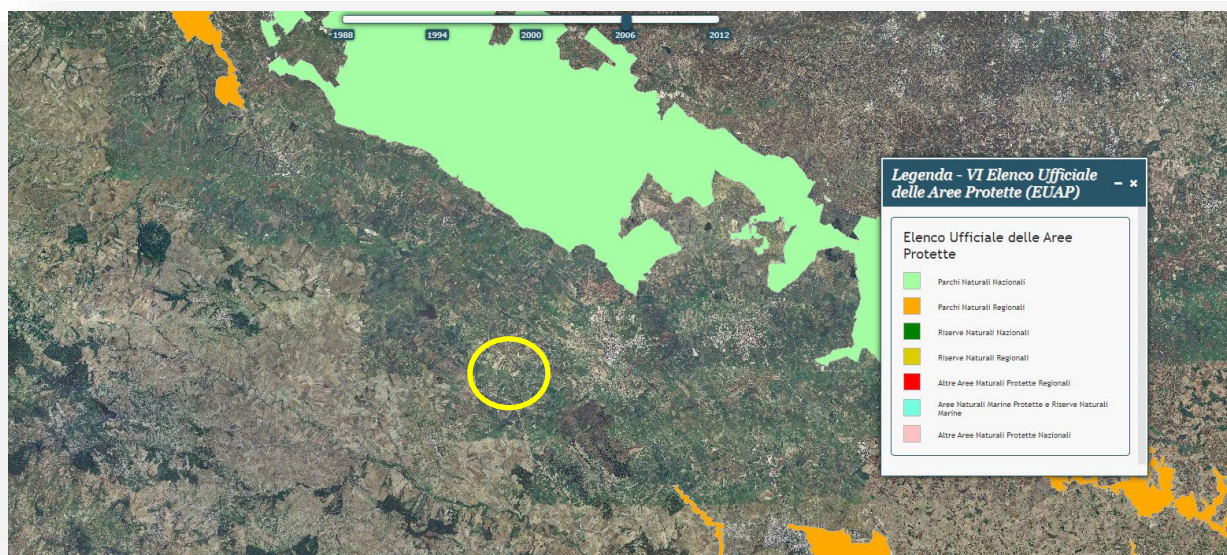 1988 1994 2000 2006 2012
Legenda - VI Elenco Ufficiale
delle Aree Protette (EUAP)
Elenco Ufficiale delle Aree
Protette
Parchi Naturali Nazionali
Parchi Naturali Regionali
Riserve Naturali Nazionali
Riserve Naturali Regionali
Altre Aree Naturali Protette Regionali
Aree Naturali Marine Protette e Riserve Naturali
Marine
Altre Aree Naturali Protette Nazionali